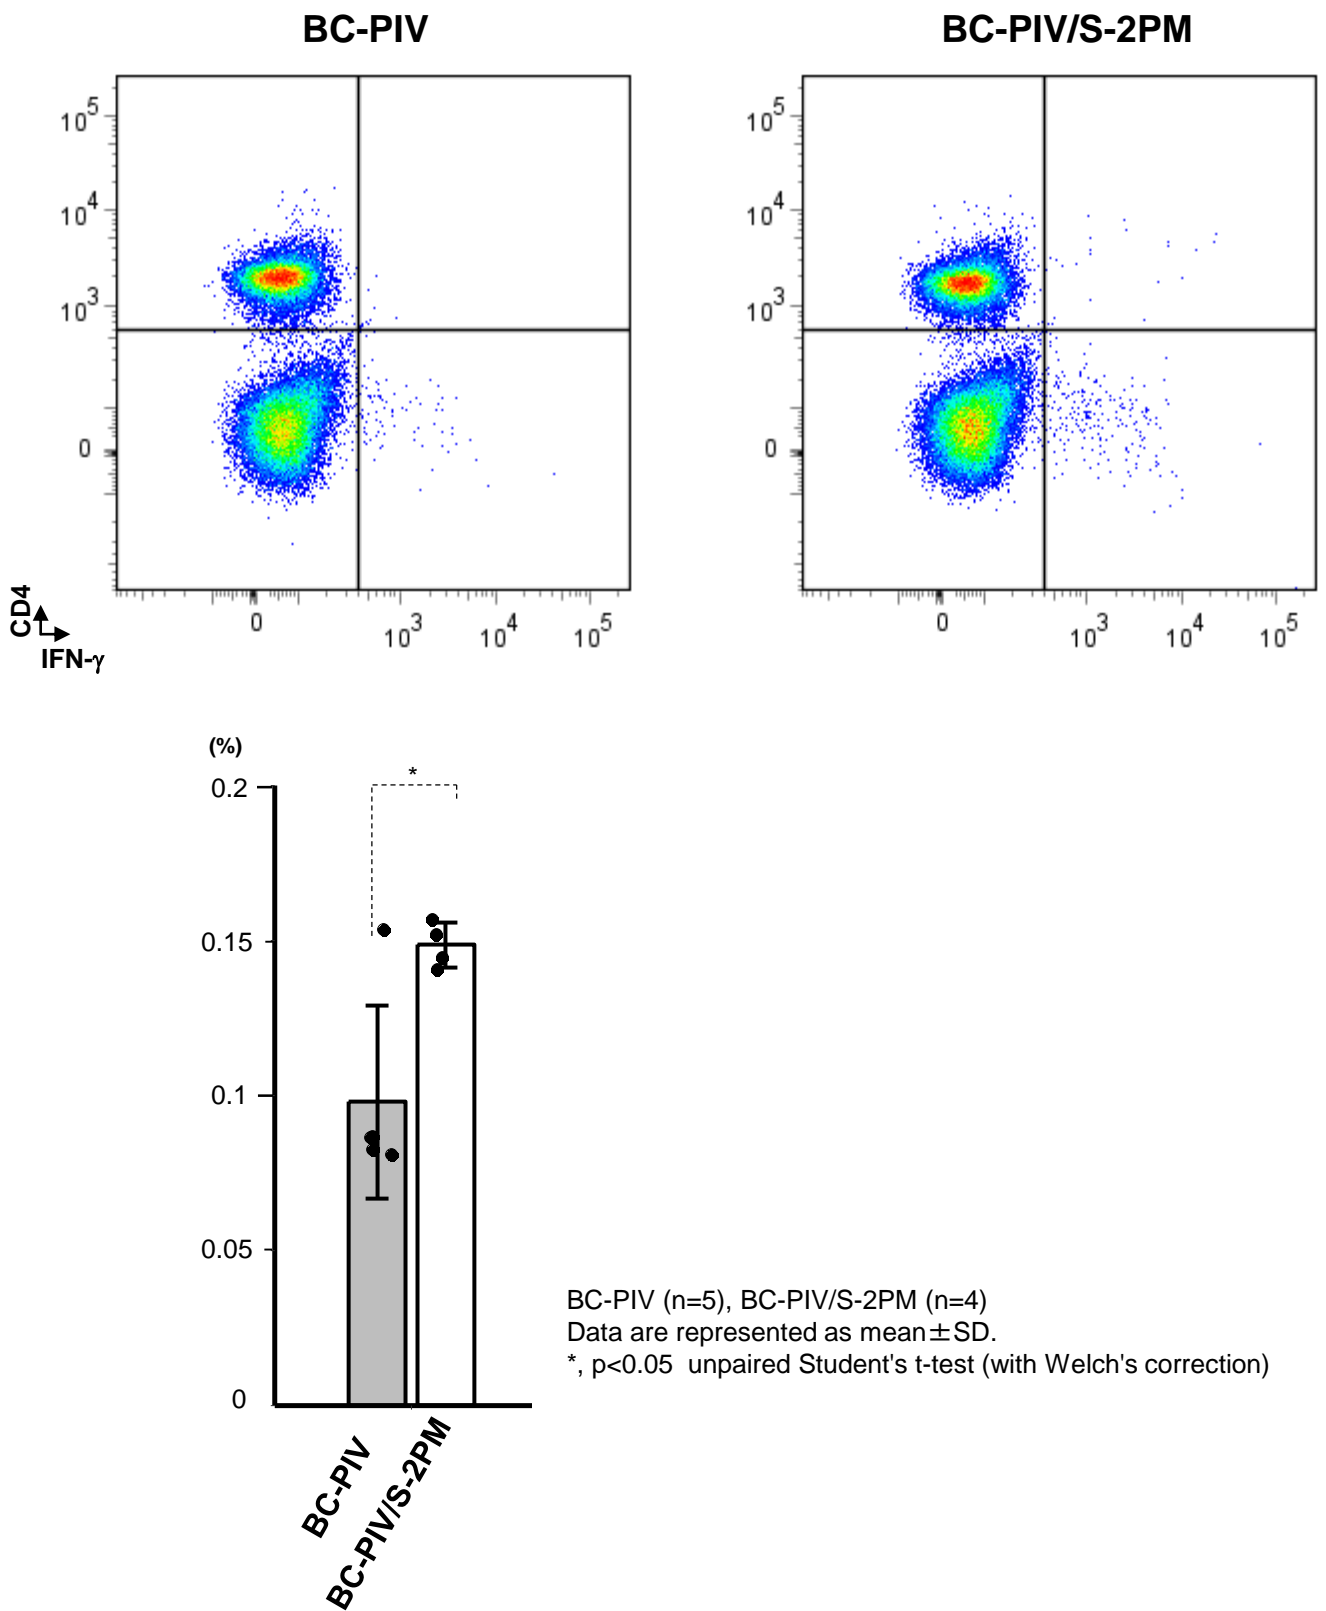 BC-PIV
BC-PIV/S-2PM
10^5
10^4
10^3
0
0
10^3
10^4
10^5
CD4
IFN-γ
10^5
10^4
10^3
0
0
10^3
10^4
10^5
(%)
*
0.2
0.15
0.1
0.05
0
BC-PIV
BC-PIV/S-2PM
BC-PIV (n=5), BC-PIV/S-2PM (n=4)
Data are represented as mean±SD.
*, p<0.05 unpaired Student's t-test (with Welch's correction)